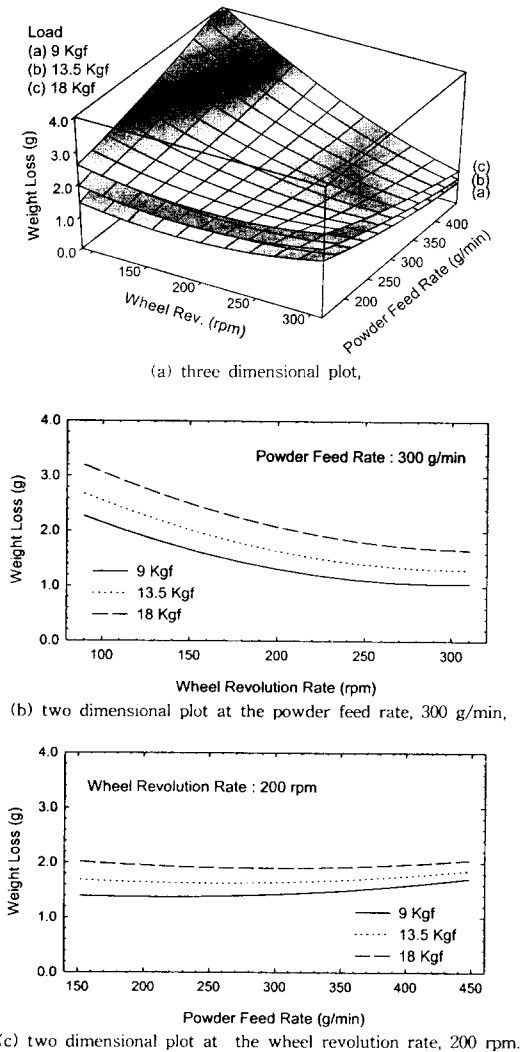 Load
(a) 9 Kgf
(b) 13.5 Kgf
(c) 18 Kgf
4.0
3.0
2.0
1.0
0.0
Weight Loss (g)
150
200
250
300
Wheel Rev. (rpm)
200
250
300
350
400
Powder Feed Rate (g/min)
(c)
(b)
(a)
(a) three dimensional plot,
4.0
3.0
2.0
1.0
0.0
Weight Loss (g)
Powder Feed Rate : 300 g/min
9 Kgf
13.5 Kgf
18 Kgf
100 150 200 250 300
Wheel Revolution Rate (rpm)
(b) two dimensional plot at the powder feed rate, 300 g/min,
4.0
3.0
2.0
1.0
0.0
Weight Loss (g)
Wheel Revolution Rate : 200 rpm
9 Kgf
13.5 Kgf
18 Kgf
150 200 250 300 350 400 450
Powder Feed Rate (g/min)
(c) two dimensional plot at the wheel revolution rate, 200 rpm.